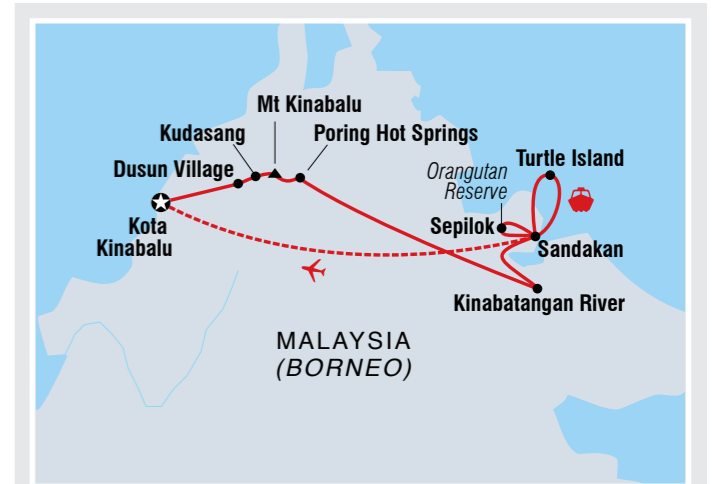 Mt Kinabalu
Kudasang
Poring Hot Springs
Dusun Village
Turtle Island
Orangutan
Reserve
Kota
Kinabalu
Sepilok
Sandakan
Kinabatangan River
MALAYSIA
(BORNEO)